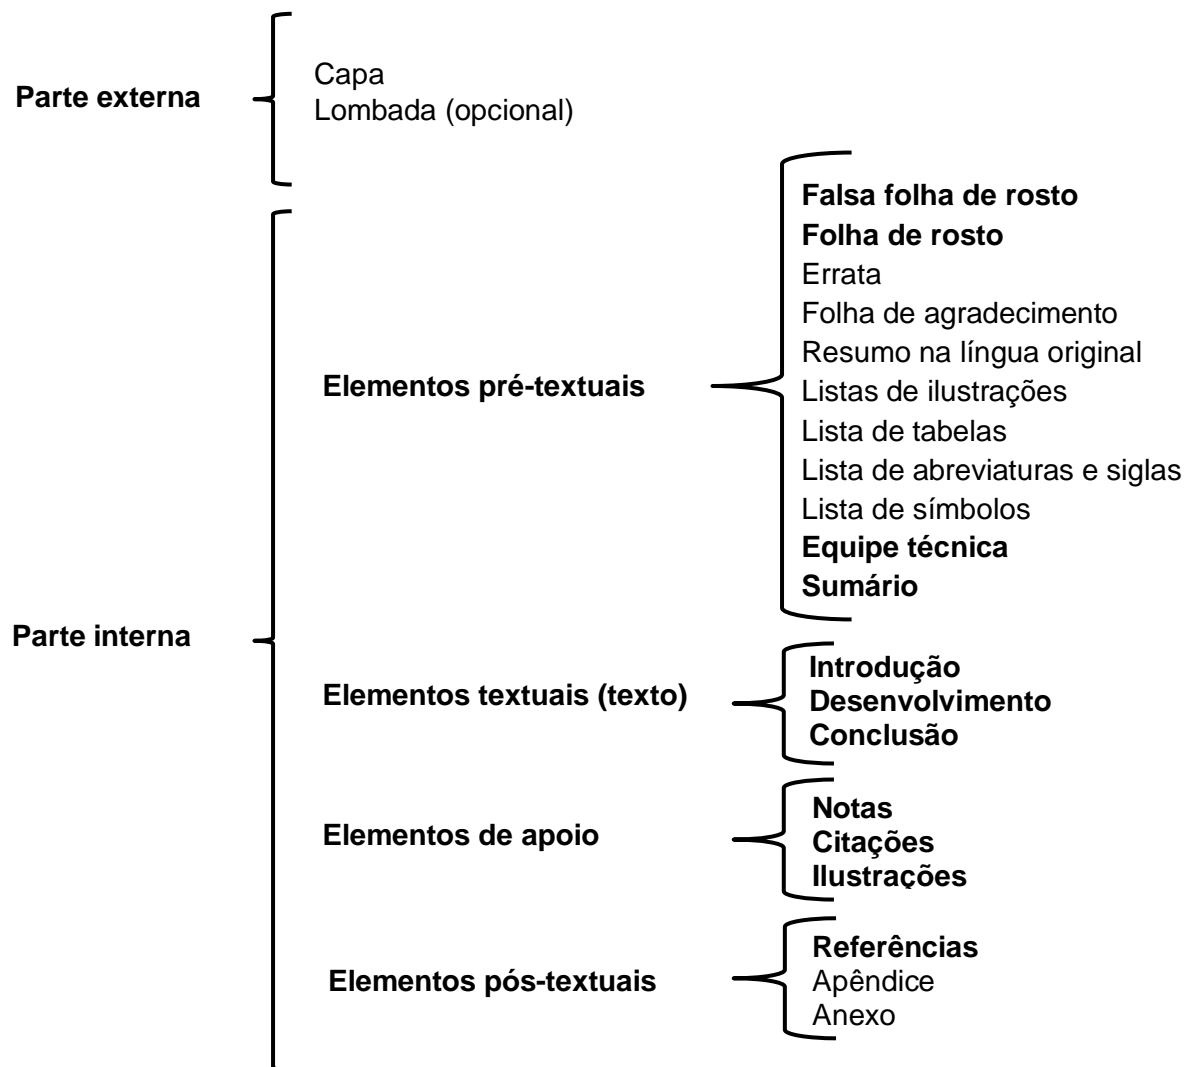 Parte externa
Capa
Lombada (opcional)
Parte interna
Elementos pré-textuais
Falsa folha de rosto
Folha de rosto
Errata
Folha de agradecimento
Resumo na língua original
Listas de ilustrações
Lista de tabelas
Lista de abreviaturas e siglas
Lista de símbolos
Equipe técnica
Sumário
Elementos textuais (texto)
Introdução
Desenvolvimento
Conclusão
Elementos de apoio
Notas
Citações
Ilustrações
Elementos pós-textuais
Referências
Apêndice
Anexo